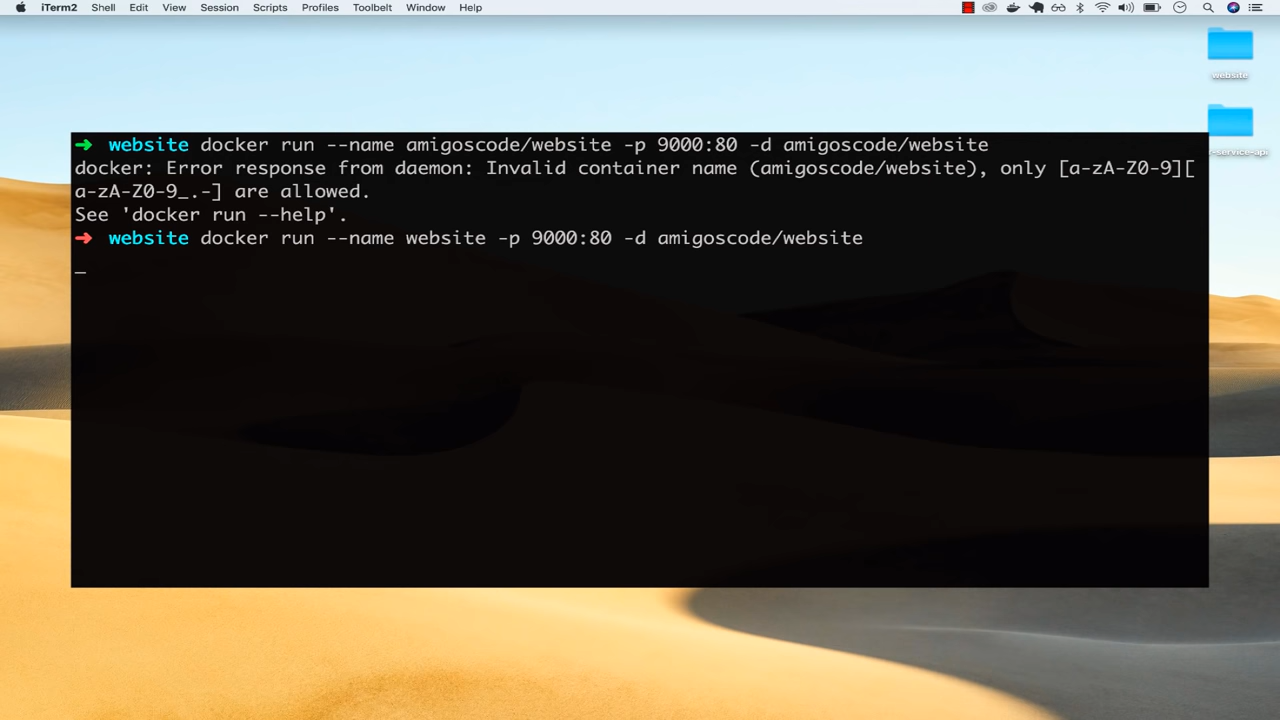 iTerm2 Shell Edit View Session Scripts Profiles Toolbelt Window Help
website
r-service-api
➜ website docker run --name amigoscode/website -p 9000:80 -d amigoscode/website
docker: Error response from daemon: Invalid container name (amigoscode/website), only [a-zA-Z0-9][
a-zA-Z0-9_.-] are allowed.
See 'docker run --help'.
➜ website docker run --name website -p 9000:80 -d amigoscode/website